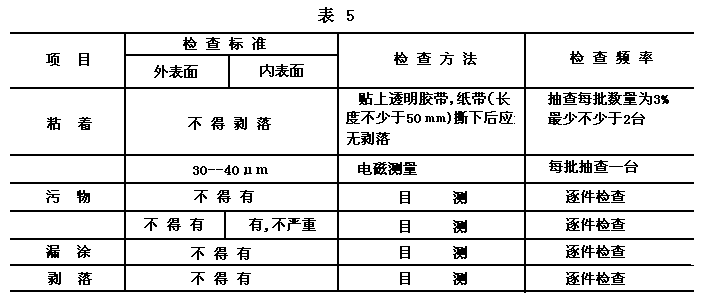 表 5
项 目 检 查 标 准 检 查 方 法 检 查 频 率
外表面 内表面
粘着 不 得 剥 落 贴上透明胶带,纸带(长度不少于50 mm)撕下后应无剥落 抽查每批数量为3%最少不少于2台
30--40μm 电磁测量 每批抽查一台
污 物 不 得 有 目 测 逐件检查
不 得 有 有,不严重 目 测 逐件检查
漏 涂 不 得 有 目 测 逐件检查
剥 落 不 得 有 目 测 逐件检查